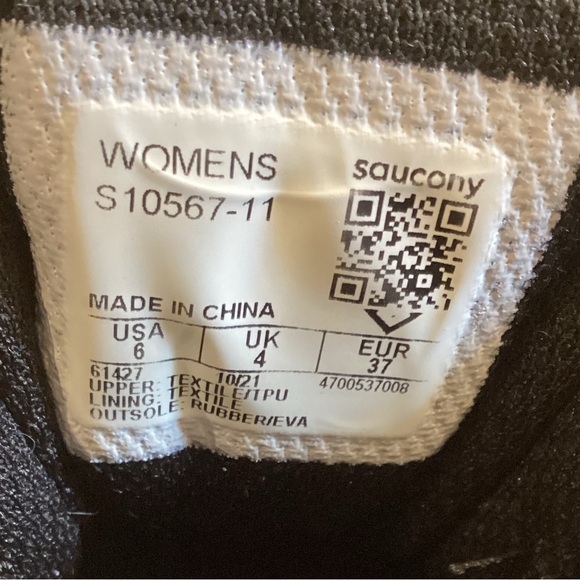 WOMENS
S10567-11
saucony
MADE IN CHINA
USA UK EUR
6 4 37
61427 10/21 4700537008
UPPER: TEXTILE/TPU
LINING: TEXTILE
OUTSOLE: RUBBER/EVA